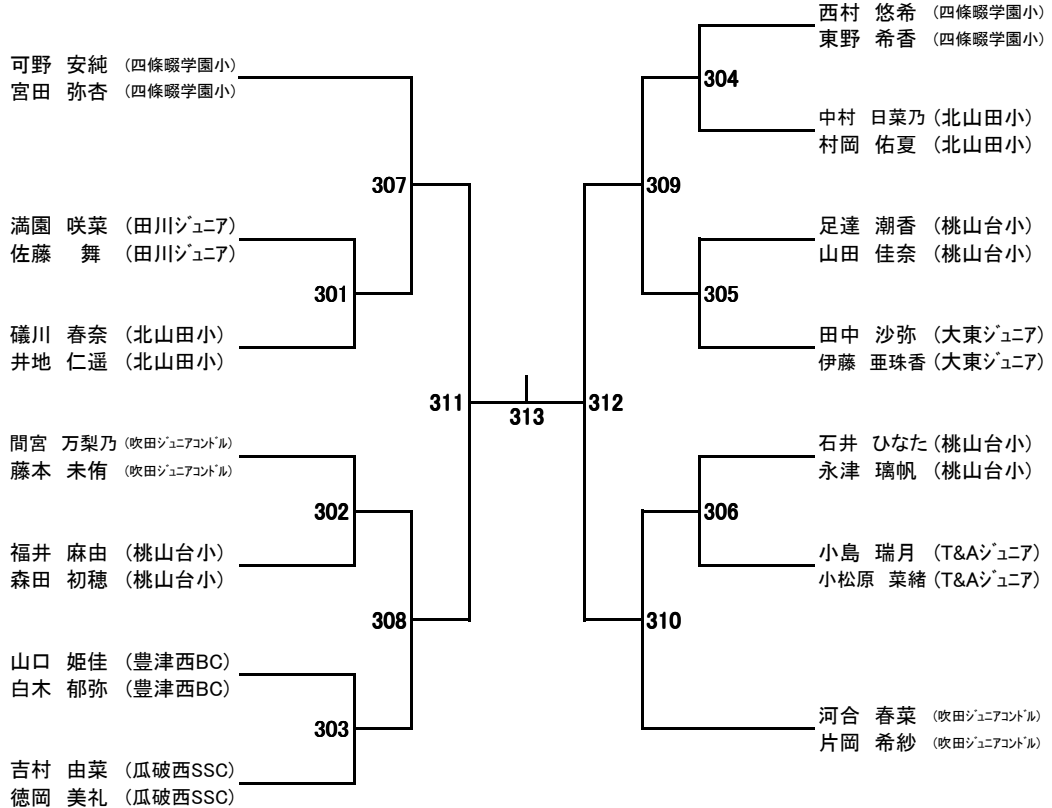 可野 安純 (四條畷学園小)
宮田 弥杏 (四條畷学園小)
307
満園 咲菜 (田川ｼﾞｭﾆｱ)
佐藤 舞 (田川ｼﾞｭﾆｱ)
301
礒川 春奈 (北山田小)
井地 仁遥 (北山田小)
311
間宮 万梨乃 (吹田ｼﾞｭﾆｱｺﾝﾄﾞﾙ)
藤本 未侑 (吹田ｼﾞｭﾆｱｺﾝﾄﾞﾙ)
302
福井 麻由 (桃山台小)
森田 初穂 (桃山台小)
308
山口 姫佳 (豊津西BC)
白木 郁弥 (豊津西BC)
303
吉村 由菜 (瓜破西SSC)
徳岡 美礼 (瓜破西SSC)
313
西村 悠希 (四條畷学園小)
東野 希香 (四條畷学園小)
304
中村 日菜乃 (北山田小)
村岡 佑夏 (北山田小)
309
足達 潮香 (桃山台小)
山田 佳奈 (桃山台小)
305
田中 沙弥 (大東ｼﾞｭﾆｱ)
伊藤 亜珠香 (大東ｼﾞｭﾆｱ)
312
石井 ひなた (桃山台小)
永津 璃帆 (桃山台小)
306
小島 瑞月 (T&Aｼﾞｭﾆｱ)
小松原 菜緒 (T&Aｼﾞｭﾆｱ)
310
河合 春菜 (吹田ｼﾞｭﾆｱｺﾝﾄﾞﾙ)
片岡 希紗 (吹田ｼﾞｭﾆｱｺﾝﾄﾞﾙ)